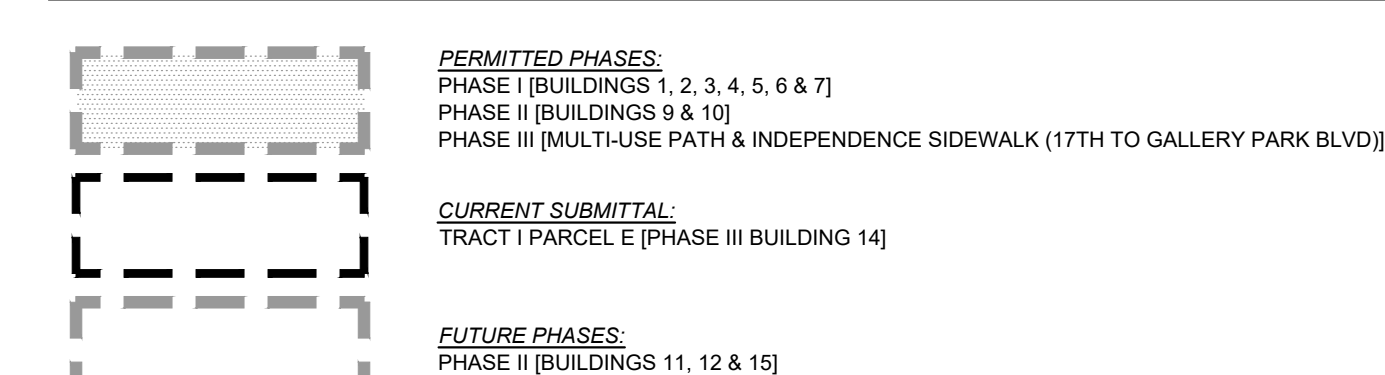 PERMITTED PHASES:
PHASE I [BUILDINGS 1, 2, 3, 4, 5, 6 & 7]
PHASE II [BUILDINGS 9 & 10]
PHASE III [MULTI-USE PATH & INDEPENDENCE SIDEWALK (17TH TO GALLERY PARK BLVD)]
CURRENT SUBMITTAL:
TRACT I PARCEL E [PHASE III BUILDING 14]
FUTURE PHASES:
PHASE II [BUILDINGS 11, 12 & 15]